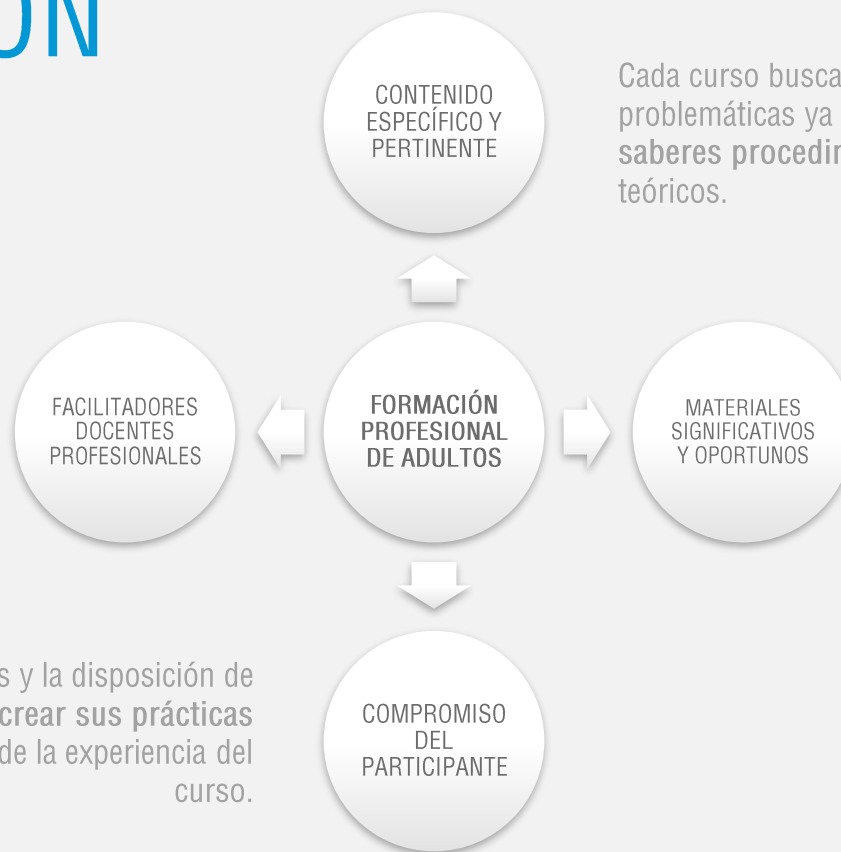 ÓN
CONTENIDO
ESPECÍFICO Y
PERTINENTE
Cada curso busca
problemáticas ya
saberes
teóricos.
FACILITADORES
DOCENTES
PROFESIONALES
FORMACIÓN
PROFESIONAL
DE ADULTOS
MATERIALES
SIGNIFICATIVOS
Y OPORTUNOS
s y la disposición de
crear sus prácticas
de la experiencia del
curso.
COMPROMISO
DEL
PARTICIPANTE